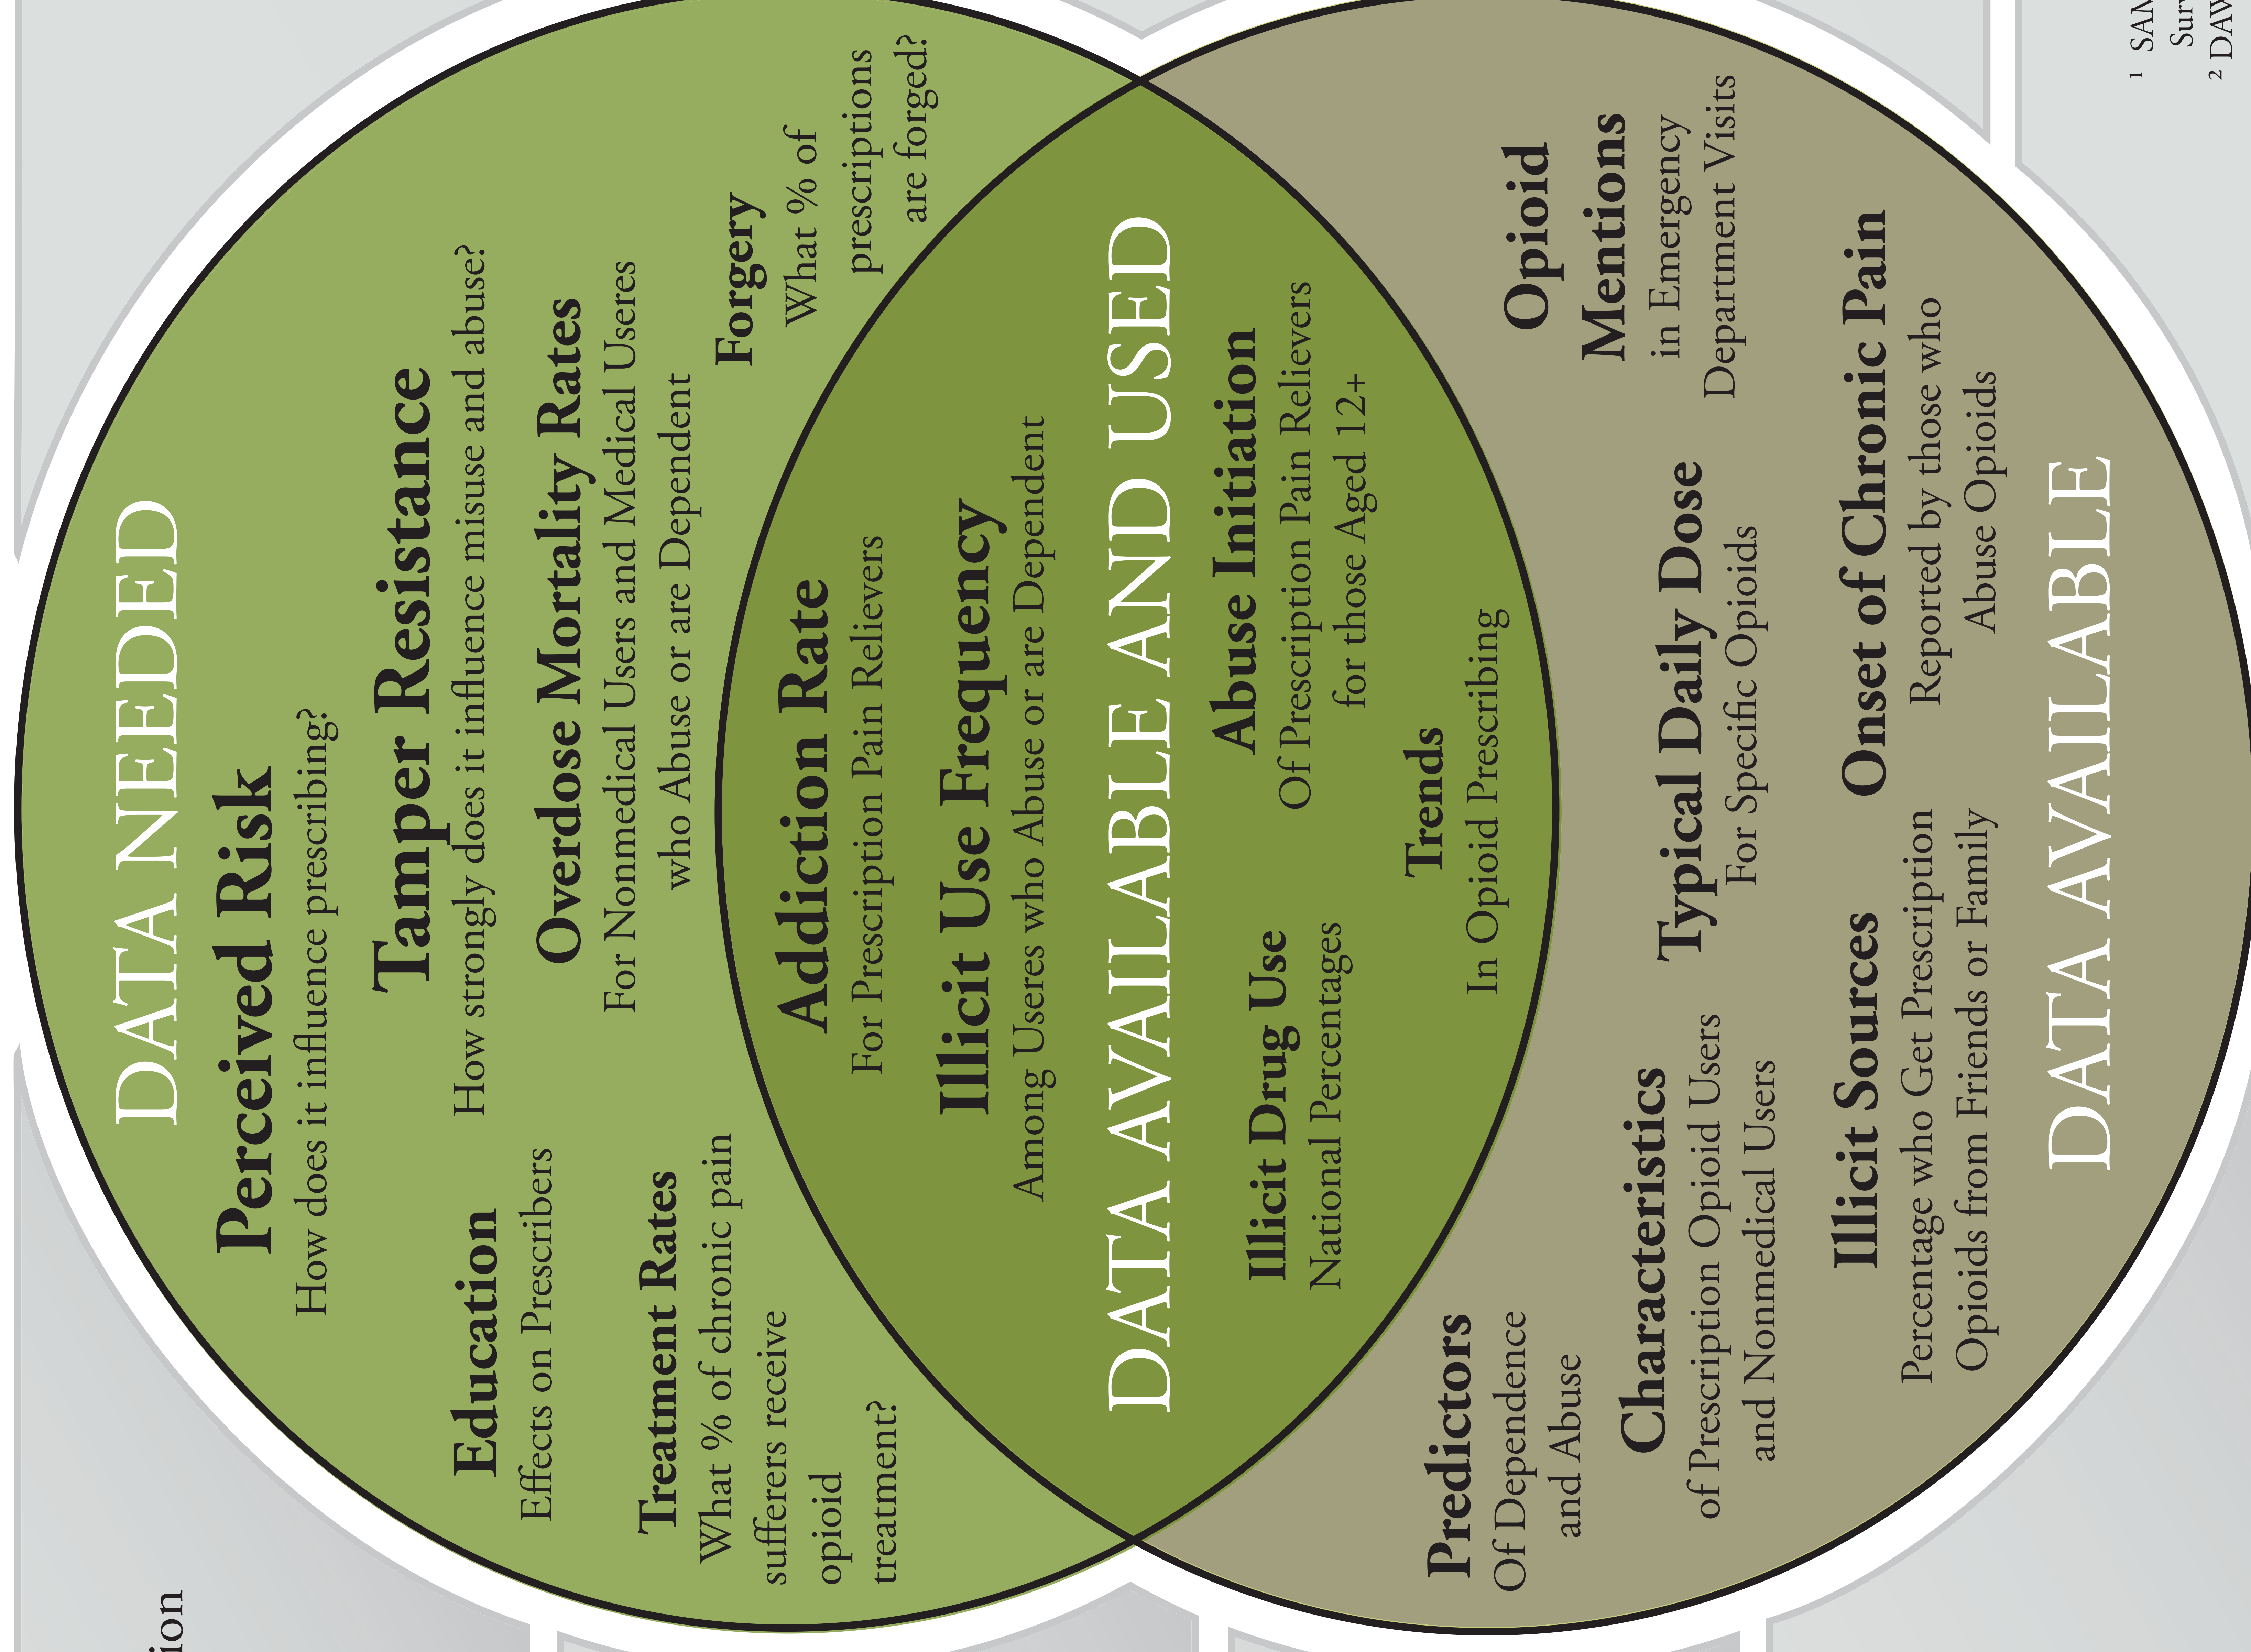 DATA NEEDED
Perceived Risk
How does it influence prescribing?
Tamper Resistance
How strongly does it influence misuse and abuse?
Education
Effects on Prescribers
Overdose Mortality Rates
For Nonmedical Users and Medical Useres
who Abuse or are Dependent
Treatment Rates
What % of chronic pain
sufferers receive
opioid
treatment?
Forgery
What % of
prescriptions
are forged?
Addiction Rate
For Prescription Pain Relievers
Illicit Use Frequency
Among Useres who Abuse or are Dependent
DATA AVAILABLE AND USED
Illicit Drug Use
National Percentages
Abuse Initiation
Of Prescription Pain Relievers
for those Aged 12+
Trends
In Opioid Prescribing
Predictors
Of Dependence
and Abuse
Opioid
Mentions
in Emergency
Department Visits
Characteristics
of Prescription Opioid Users
and Nonmedical Users
Typical Daily Dose
For Specific Opioids
Illicit Sources
Percentage who Get Prescription
Opioids from Friends or Family
Onset of Chronic Pain
Reported by those who
Abuse Opioids
DATA AVAILABLE
ion
1 SAM
Surv
2 DAW